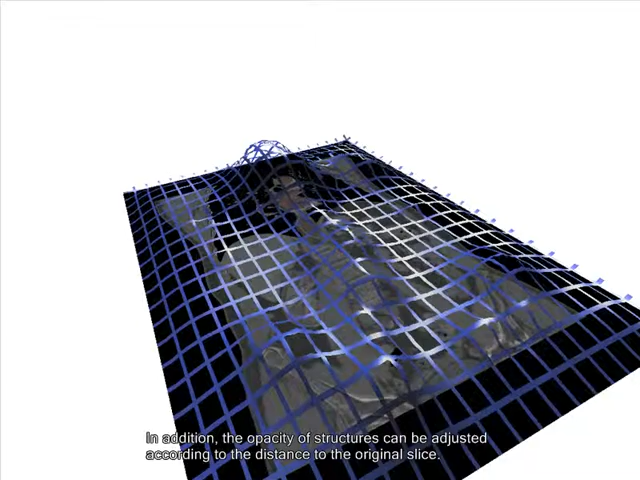 In addition, the opacity of structures can be adjusted
according to the distance to the original slice.